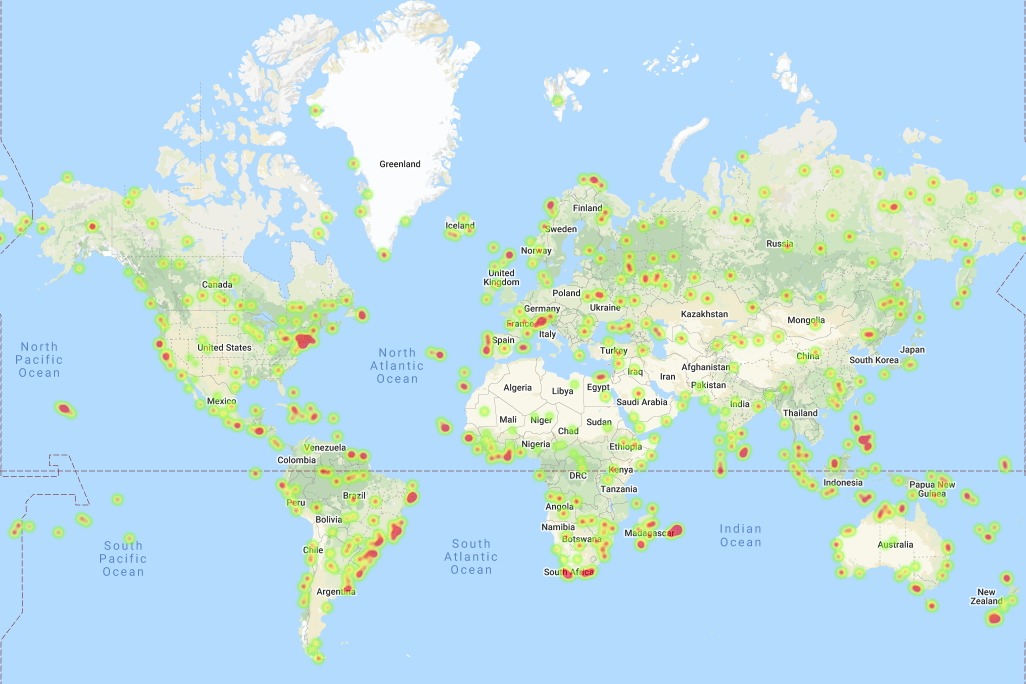 Greenland
Iceland
Finland
Sweden
Norway
Russia
United
Kingdom
Canada
Poland
Germany
Ukraine
Kazakhstan
Mongolia
France
Italy
United States
Spain
Turkey
China
South Korea
Japan
North
Pacific
Ocean
North
Atlantic
Ocean
Afghanistan
Iraq
Iran
Pakistan
Algeria
Libya
Egypt
Saudi Arabia
Mexico
India
Thailand
Mali
Niger
Chad
Sudan
Venezuela
Nigeria
Ethiopia
Colombia
DRC
Kenya
Indonesia
Papua New
Guinea
Tanzania
Peru
Brazil
Angola
Bolivia
Namibia
Botswana
Madagascar
Indian
Ocean
Australia
South
Pacific
Ocean
South
Atlantic
Ocean
Chile
South Africa
Argentina
New
Zealand